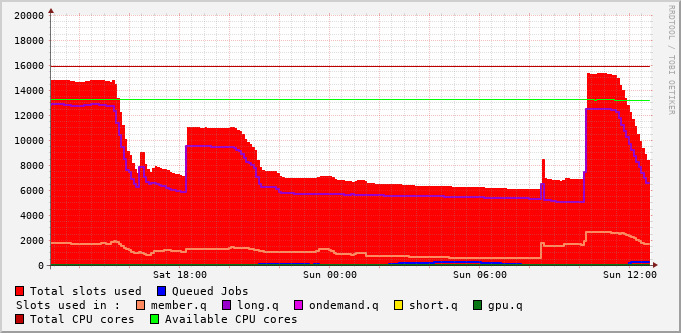 20000
18000
16000
14000
12000
10000
8000
6000
4000
2000
0
Sat 18:00 Sun 00:00 Sun 06:00 Sun 12:00
RRDTOOL / TOBI OETIKER
Total slots used Queued Jobs
Slots used in : member.q long.q ondemand.q short.q gpu.q
Total CPU cores Available CPU cores